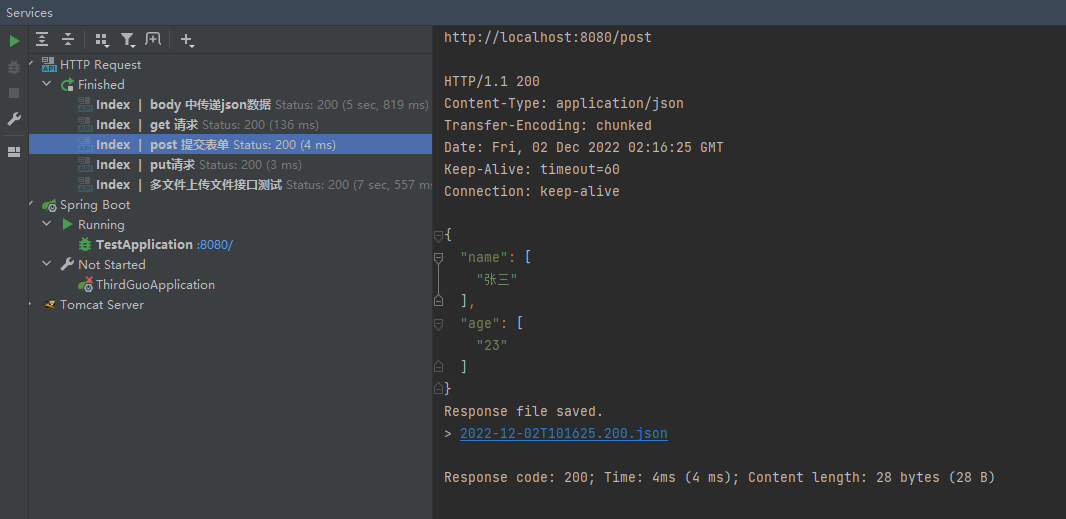 Services
HTTP Request
Finished
Index | body 中传递json数据 Status: 200 (5 sec, 819 ms)
Index | get 请求 Status: 200 (136 ms)
Index | post 提交表单 Status: 200 (4 ms)
Index | put请求 Status: 200 (3 ms)
Index | 多文件上传文件接口测试 Status: 200 (7 sec, 557 ms
Spring Boot
Running
TestApplication :8080/
Not Started
ThirdGuoApplication
Tomcat Server
http://localhost:8080/post
HTTP/1.1 200
Content-Type: application/json
Transfer-Encoding: chunked
Date: Fri, 02 Dec 2022 02:16:25 GMT
Keep-Alive: timeout=60
Connection: keep-alive
{
"name": [
"张三"
],
"age": [
"23"
]
}
Response file saved.
> 2022-12-02T101625.200.json
Response code: 200; Time: 4ms (4 ms); Content length: 28 bytes (28 B)